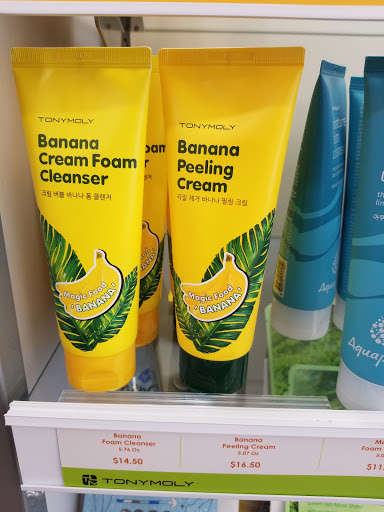 TONYMOLY
Banana
Cream Foam
Cleanser
크림 버블 바나나 폼 클렌저
Magic Food
BANANA
TONYMOLY
Banana
Peeling
Cream
각질 제거 바나나 필링 크림
Magic Food
BANANA
Banana
Foam Cleanser
5.76 Oz
$14.50
Banana
Peeling Cream
5.07 Oz
$16.50
$11
TONYMOLY